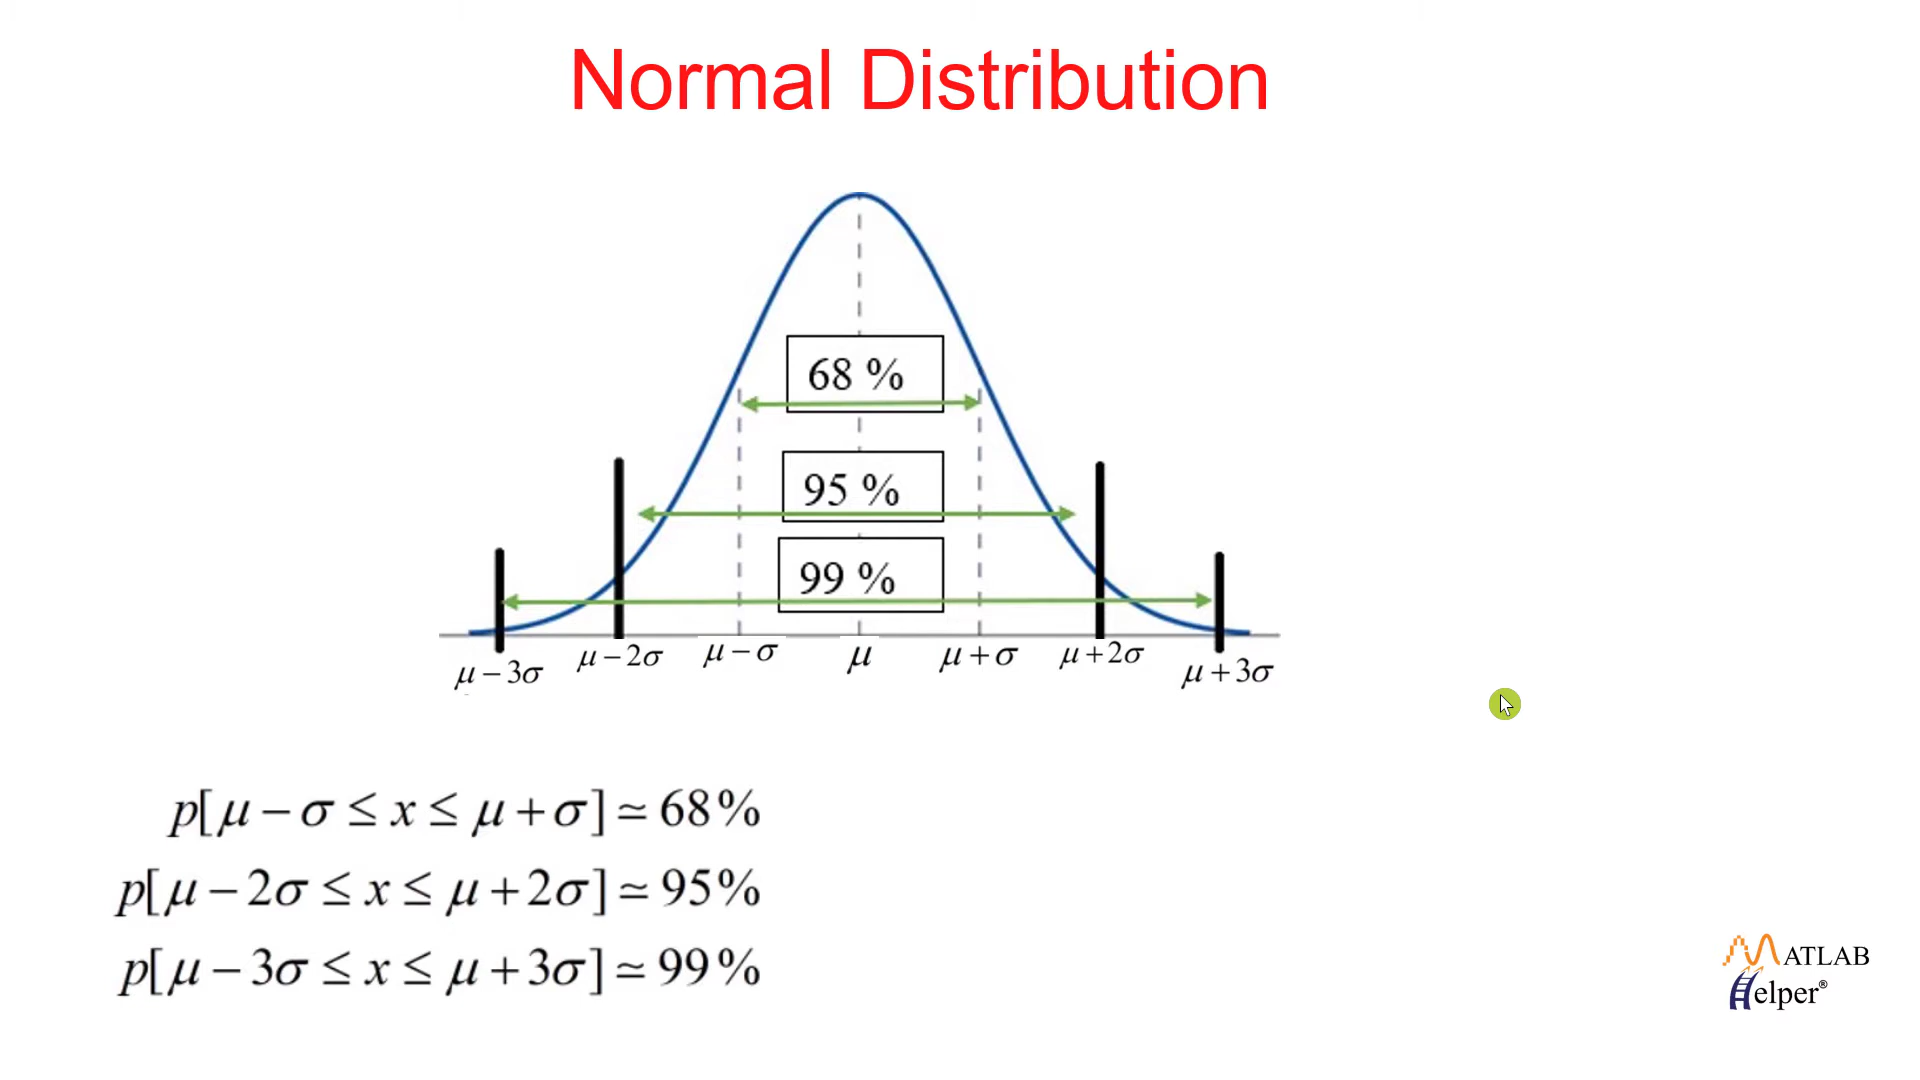 Normal Distribution
68 %
95 %
99 %
μ − 3σ μ − 2σ μ − σ μ μ + σ μ + 2σ μ + 3σ
p[μ − σ ≤ x ≤ μ + σ] ≃ 68%
p[μ − 2σ ≤ x ≤ μ + 2σ] ≃ 95%
p[μ − 3σ ≤ x ≤ μ + 3σ] ≃ 99%
MATLAB
Helper®